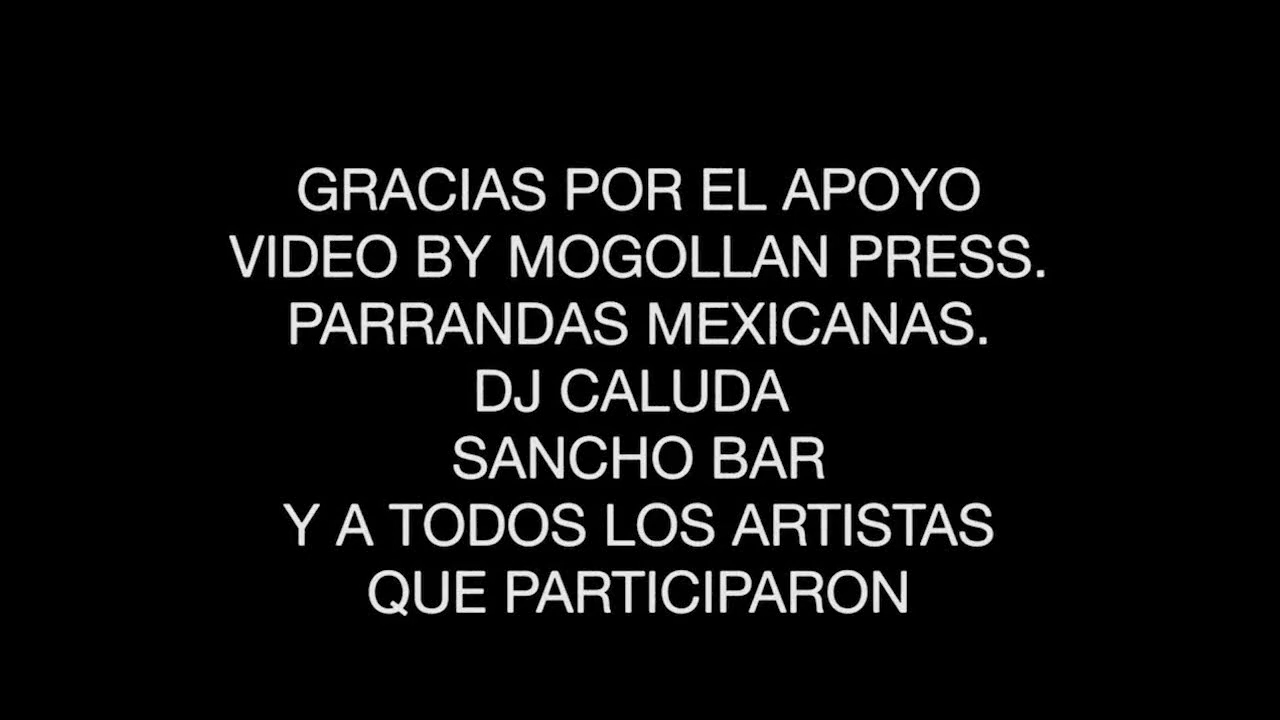 GRACIAS POR EL APOYO
VIDEO BY MOGOLLAN PRESS.
PARRANDAS MEXICANAS.
DJ CALUDA
SANCHO BAR
Y A TODOS LOS ARTISTAS
QUE PARTICIPARON